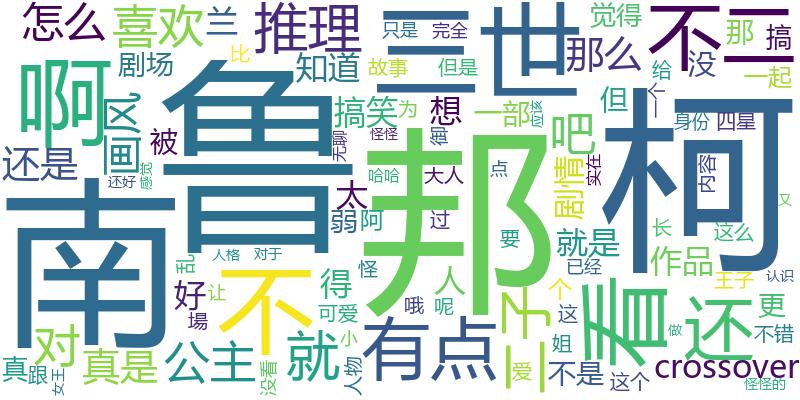 怎么
喜欢
兰
推理
三世
不二
觉得
只是
完全
那么
那
搞
比
剧场
知道
故事
但是
没
给
一起
啊
鲁
邦
柯
南
画风
被
搞笑
为
想
一部
应该
吧
但
一个
身份
四星
还是
感觉
还好
无聊
怪怪
御
剧情
实在
内容
哈哈
大人
点
太
弱
阿
过
要
就是
长
这么
又
人格
对于
乱
怪
不
得
人
已经
作品
王子
认识
好
让
可爱
哦
呢
个
这
更
看
还
对
場
小
二子
姐
做
不错
真
跟
真是
公主
就
有点
爱
不是
这个
crossover
女王
没看
人物
怪怪的